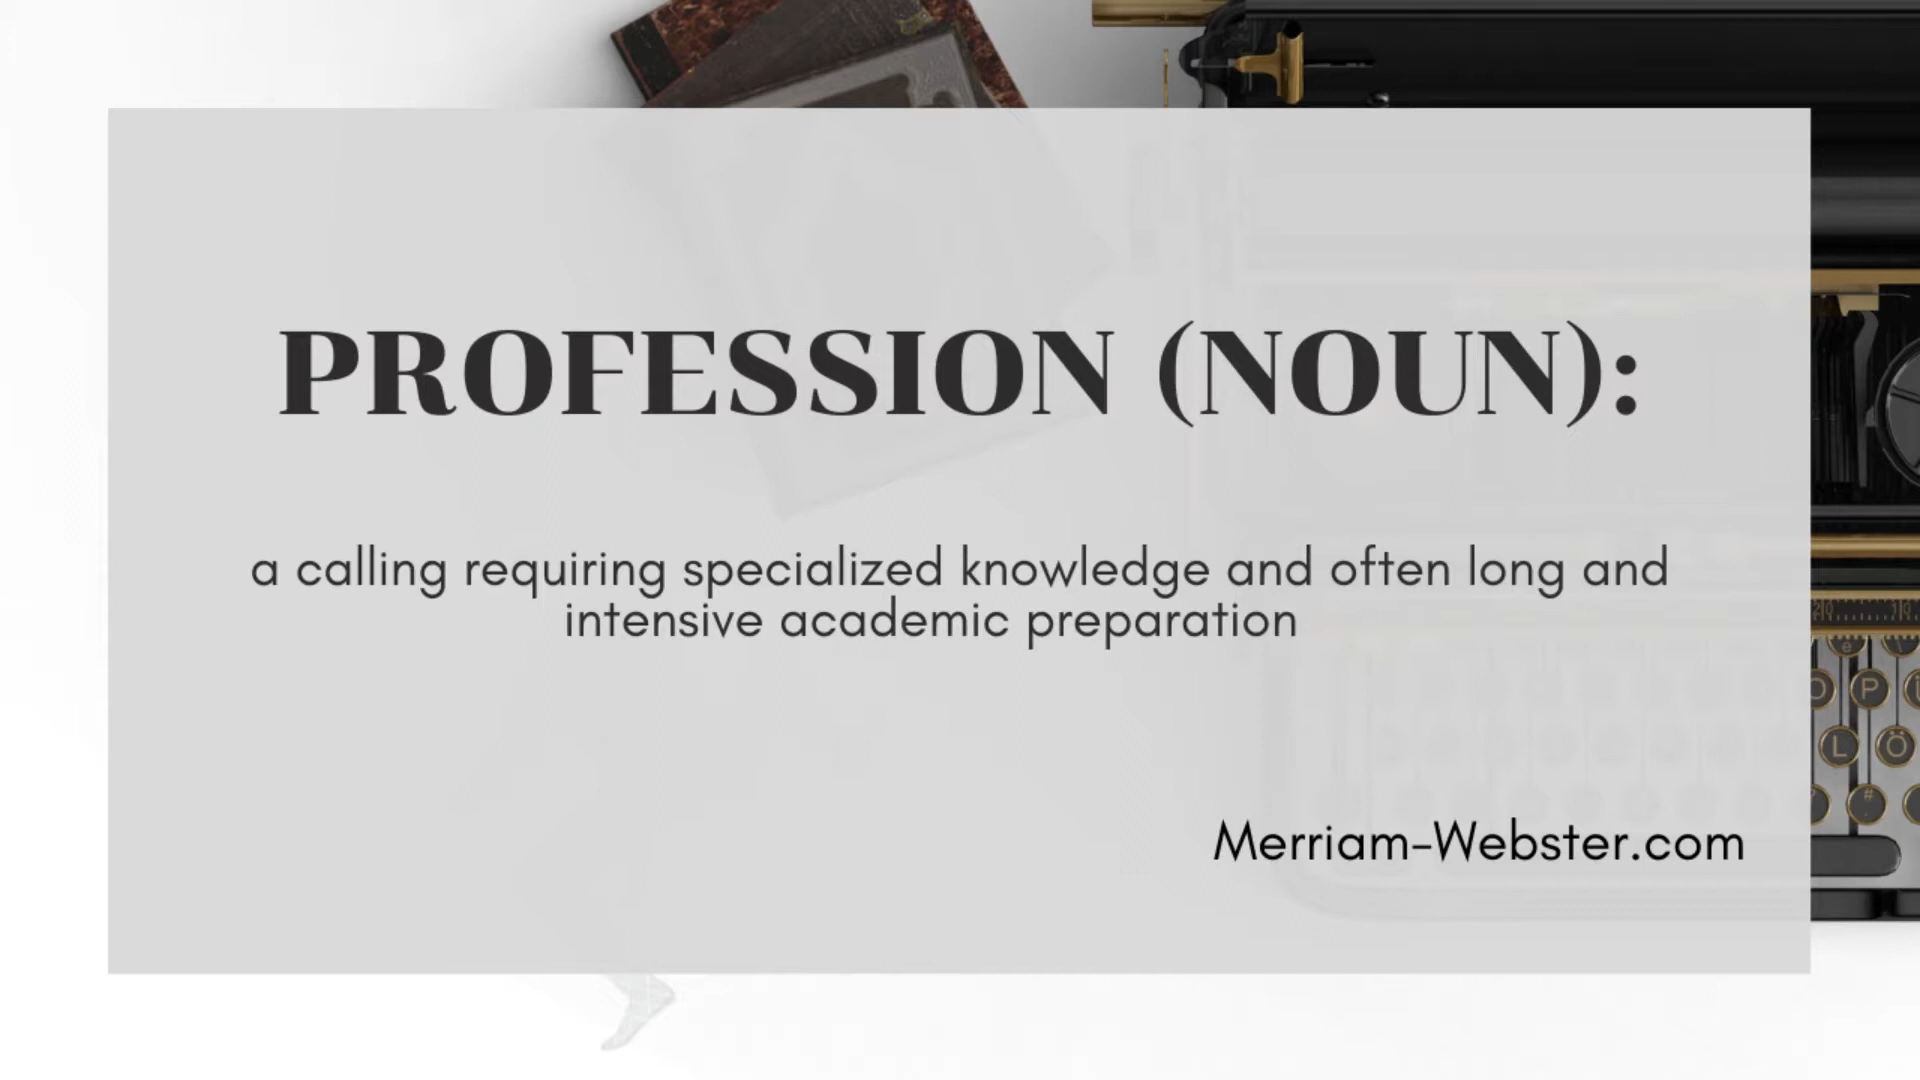 PROFESSION (NOUN):
a calling requiring specialized knowledge and often long and
intensive academic preparation
Merriam-Webster.com
P
L Ö
#